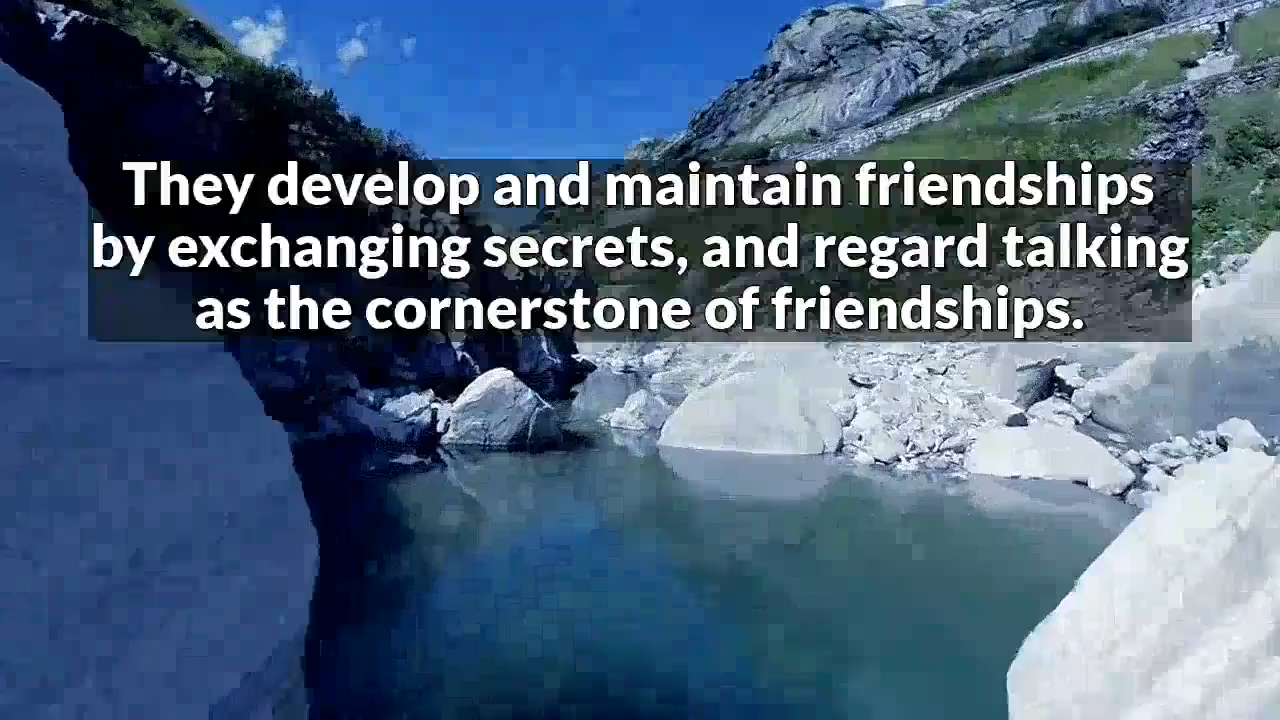 They develop and maintain friendships
by exchanging secrets, and regard talking
as the cornerstone of friendships.